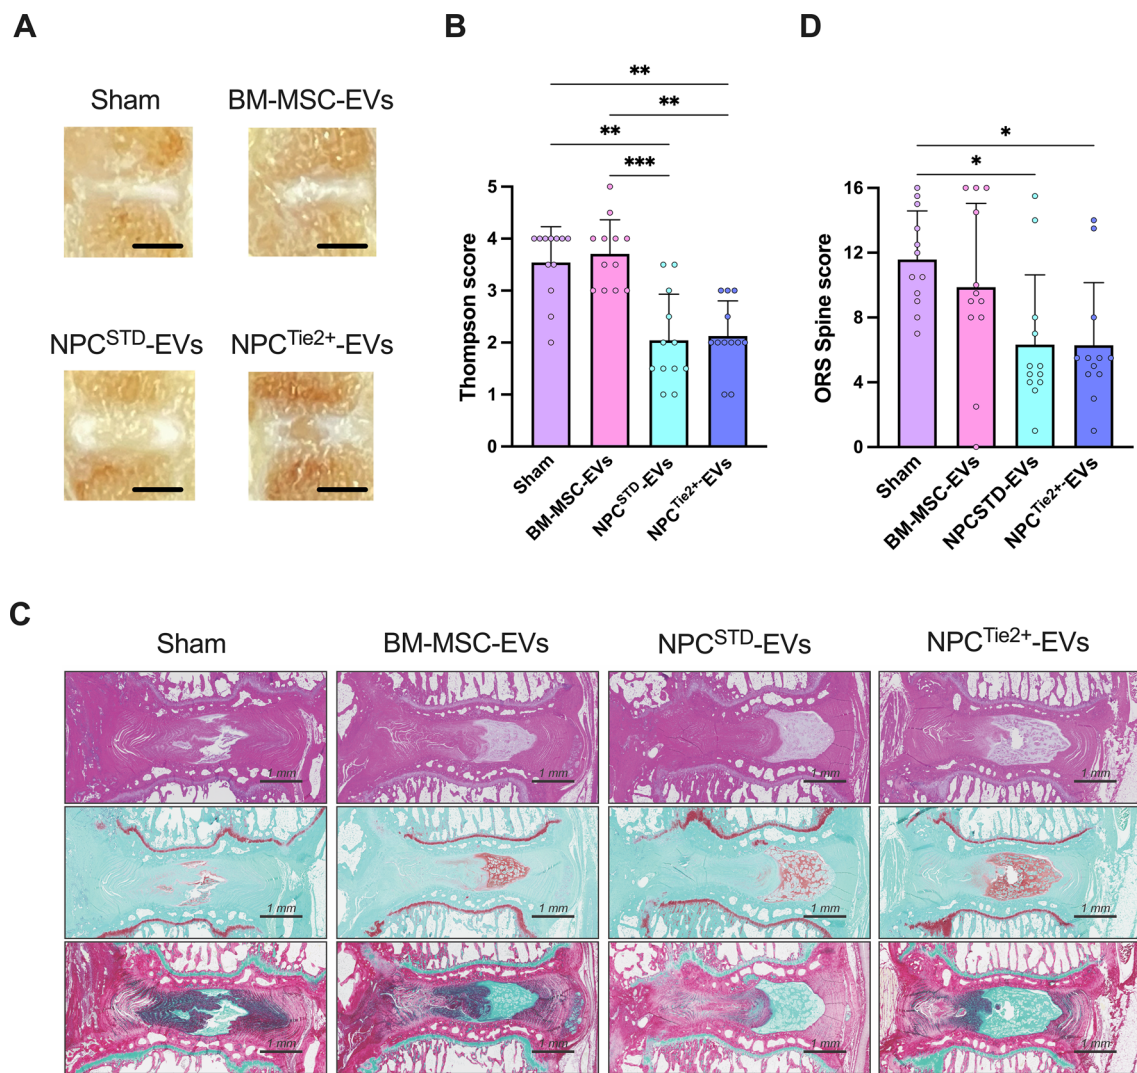 A
Sham
BM-MSC-EVs
NPCSTD-EVs
NPCTie2+-EVs
B
**
**
**
***
Thompson score
5
4
3
2
1
0
Sham
BM-MSC-EVs
NPCSTD-EVs
NPCTie2+-EVs
D
*
*
ORS Spine score
16
12
8
4
0
Sham
BM-MSC-EVs
NPCSTD-EVs
NPCTie2+-EVs
C
Sham
BM-MSC-EVs
NPCSTD-EVs
NPCTie2+-EVs
1 mm
1 mm
1 mm
1 mm
1 mm
1 mm
1 mm
1 mm
1 mm
1 mm
1 mm
1 mm